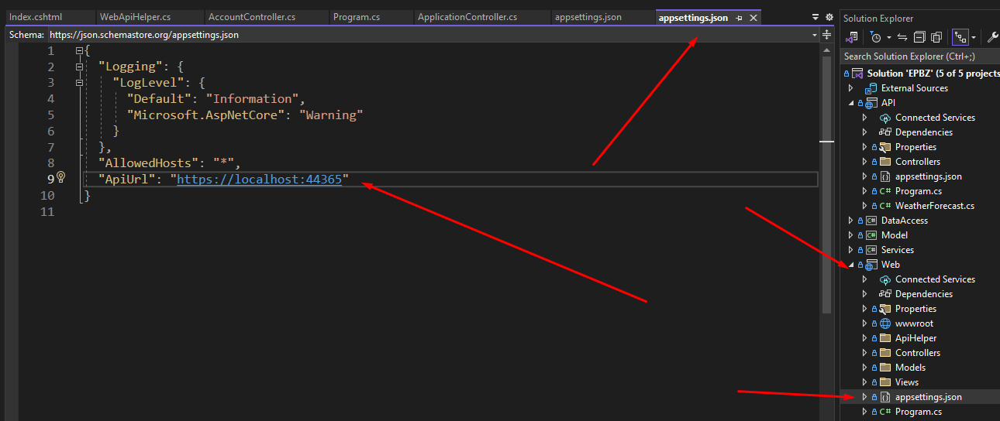 Index.cshtml WebApiHelper.cs AccountController.cs Program.cs ApplicationController.cs appsettings.json appsettings.json
Schema: https://json.schemastore.org/appsettings.json
1 {
2 "Logging": {
3 "LogLevel": {
4 "Default": "Information",
5 "Microsoft.AspNetCore": "Warning"
6 }
7 },
8 "AllowedHosts": "*",
9 "ApiUrl": "https://localhost:44365"
10 }
11
Solution Explorer
Search Solution Explorer (Ctrl+;)
Solution 'EPBZ' (5 of 5 projects
External Sources
API
Connected Services
Dependencies
Properties
Controllers
appsettings.json
C# Program.cs
C# WeatherForecast.cs
C# DataAccess
C# Model
C# Services
Web
Connected Services
Dependencies
Properties
wwwroot
ApiHelper
Controllers
Models
Views
appsettings.json
C# Program.cs